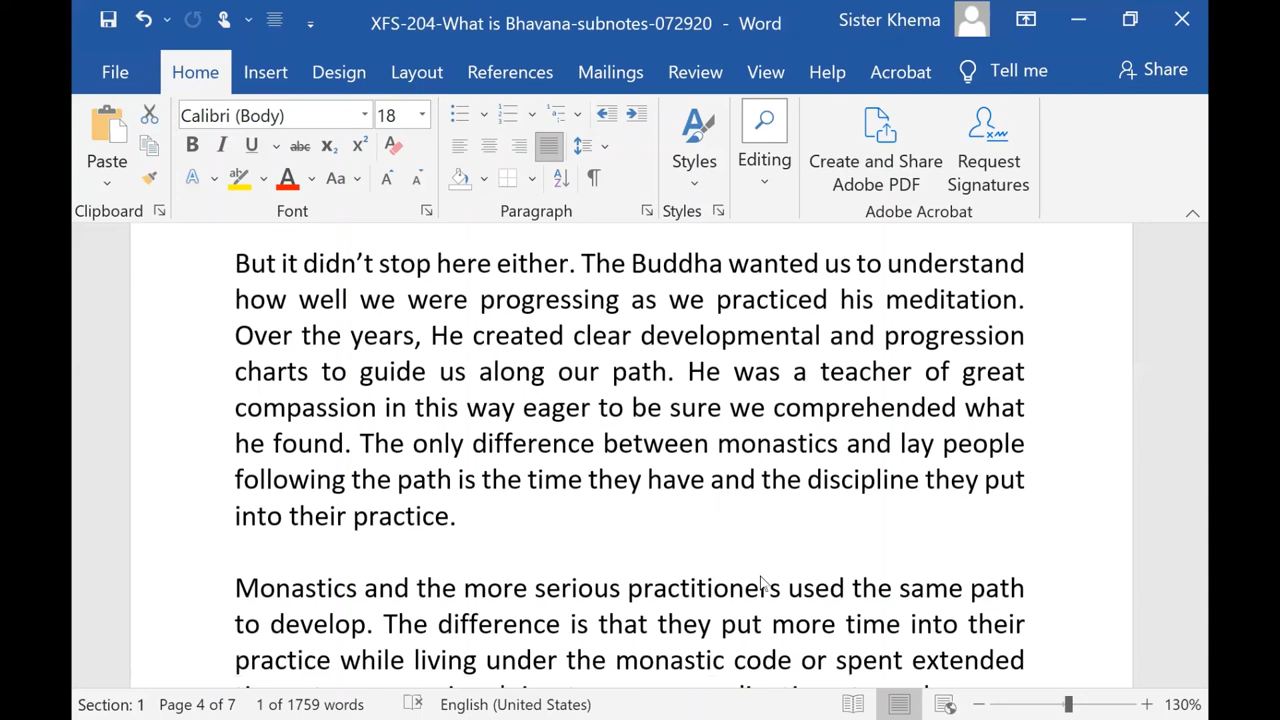 XFS-204-What is Bhavana-subnotes-072920 - Word
Sister Khema
File Home Insert Design Layout References Mailings Review View Help Acrobat Tell me Share
Calibri (Body) 18
Paste
B I U abc x₂ x²
A ab A Aa A A
Styles
Editing
Create and Share Adobe PDF
Request Signatures
Clipboard Font Paragraph Styles Adobe Acrobat
But it didn’t stop here either. The Buddha wanted us to understand
how well we were progressing as we practiced his meditation.
Over the years, He created clear developmental and progression
charts to guide us along our path. He was a teacher of great
compassion in this way eager to be sure we comprehended what
he found. The only difference between monastics and lay people
following the path is the time they have and the discipline they put
into their practice.
Monastics and the more serious practitioners used the same path
to develop. The difference is that they put more time into their
practice while living under the monastic code or spent extended
Section: 1 Page 4 of 7 1 of 1759 words English (United States) 130%